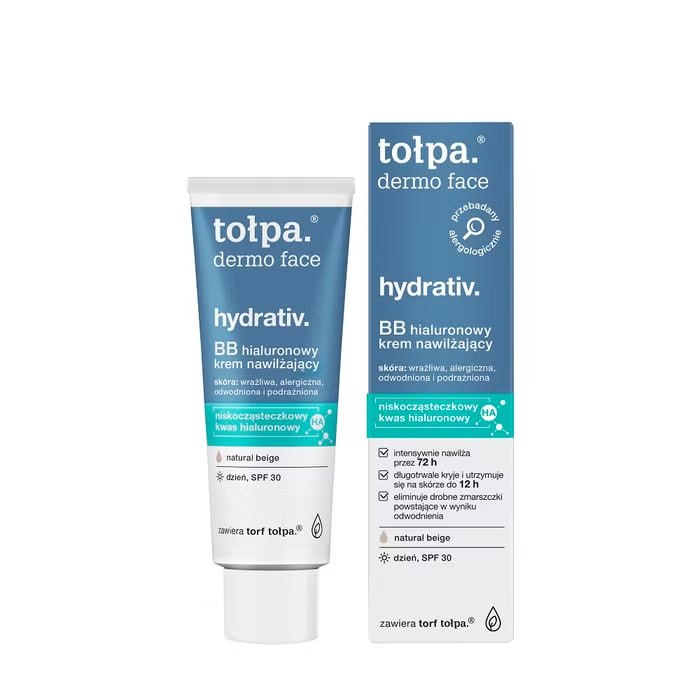 tołpa.®
dermo face
hydrativ.
BB hialuronowy
krem nawilżający
skóra: wrażliwa, alergiczna,
odwodniona i podrażniona
niskocząsteczkowy
kwas hialuronowy
HA
natural beige
dzień, SPF 30
zawiera torf tołpa.®
tołpa.®
dermo face
przebadany
alergologicznie
hydrativ.
BB hialuronowy
krem nawilżający
skóra: wrażliwa, alergiczna,
odwodniona i podrażniona
niskocząsteczkowy
kwas hialuronowy
HA
intensywnie nawilża
przez 72 h
długotrwale kryje i utrzymuje
się na skórze do 12 h
eliminuje drobne zmarszczki
powstające w wyniku
odwodnienia
natural beige
dzień, SPF 30
zawiera torf tołpa.®